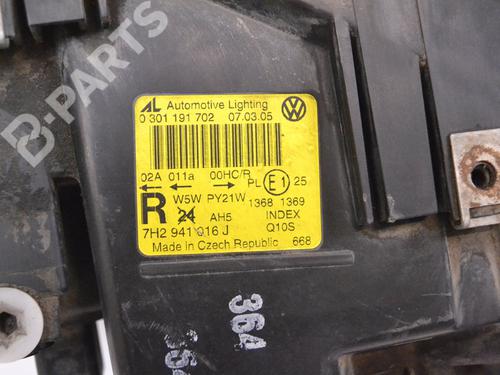 B-PARTS
AL Automotive Lighting
0 301 191 702 07.03.05
02A 011a 00HC/R PL E1 25
R W5W PY21W 1368 1369
24 AH5 INDEX
7H2 941 016 J Q10S
Made in Czech Republic 668
364